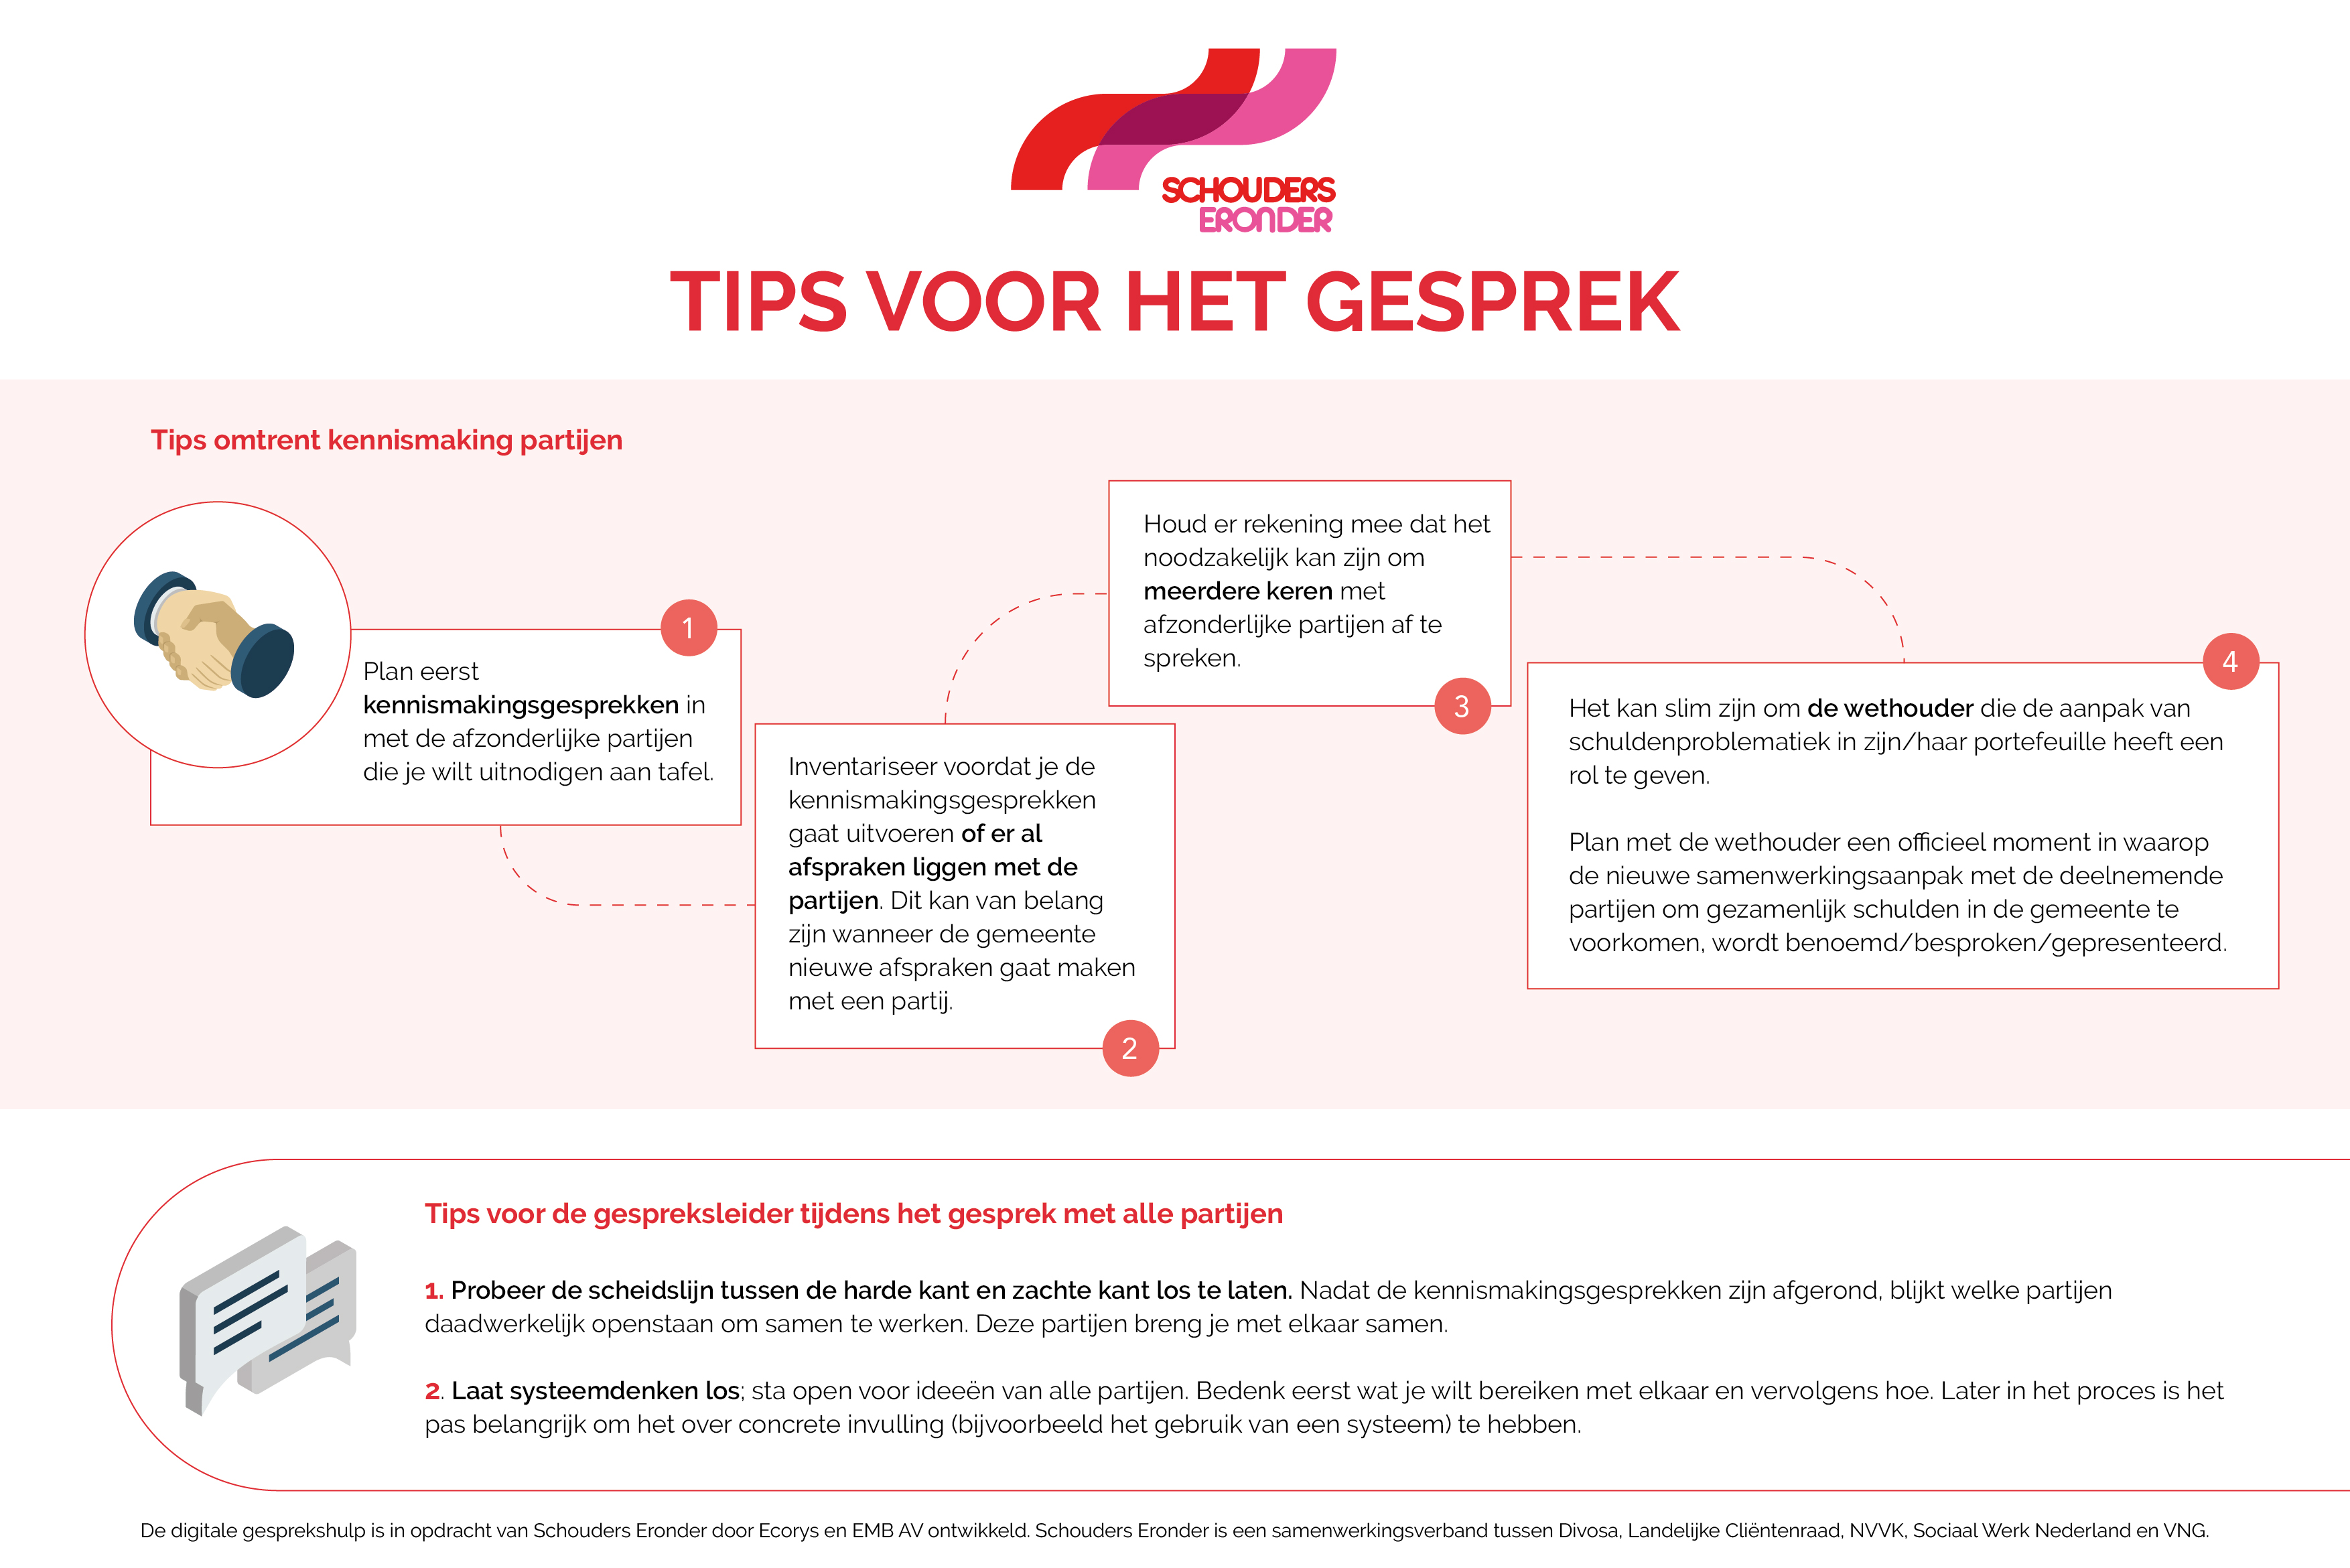 SCHOUDERS
ERONDER
TIPS VOOR HET GESPREK
Tips omtrent kennismaking partijen
1
Plan eerst
kennismakingsgesprekken in
met de afzonderlijke partijen
die je wilt uitnodigen aan tafel.
Inventariseer voordat je de
kennismakingsgesprekken
gaat uitvoeren of er al
afspraken liggen met de
partijen. Dit kan van belang
zijn wanneer de gemeente
nieuwe afspraken gaat maken
met een partij.
2
Houd er rekening mee dat het
noodzakelijk kan zijn om
meerdere keren met
afzonderlijke partijen af te
spreken.
3
4
Het kan slim zijn om de wethouder die de aanpak van
schuldenproblematiek in zijn/haar portefeuille heeft een
rol te geven.
Plan met de wethouder een officieel moment in waarop
de nieuwe samenwerkingsaanpak met de deelnemende
partijen om gezamenlijk schulden in de gemeente te
voorkomen, wordt benoemd/besproken/gepresenteerd.
Tips voor de gespreksleider tijdens het gesprek met alle partijen
1. Probeer de scheidslijn tussen de harde kant en zachte kant los te laten. Nadat de kennismakingsgesprekken zijn afgerond, blijkt welke partijen
daadwerkelijk openstaan om samen te werken. Deze partijen breng je met elkaar samen.
2. Laat systeemdenken los; sta open voor ideeën van alle partijen. Bedenk eerst wat je wilt bereiken met elkaar en vervolgens hoe. Later in het proces is het
pas belangrijk om het over concrete invulling (bijvoorbeeld het gebruik van een systeem) te hebben.
De digitale gesprekshulp is in opdracht van Schouders Eronder door Ecorys en EMB AV ontwikkeld. Schouders Eronder is een samenwerkingsverband tussen Divosa, Landelijke Cliëntenraad, NVVK, Sociaal Werk Nederland en VNG.